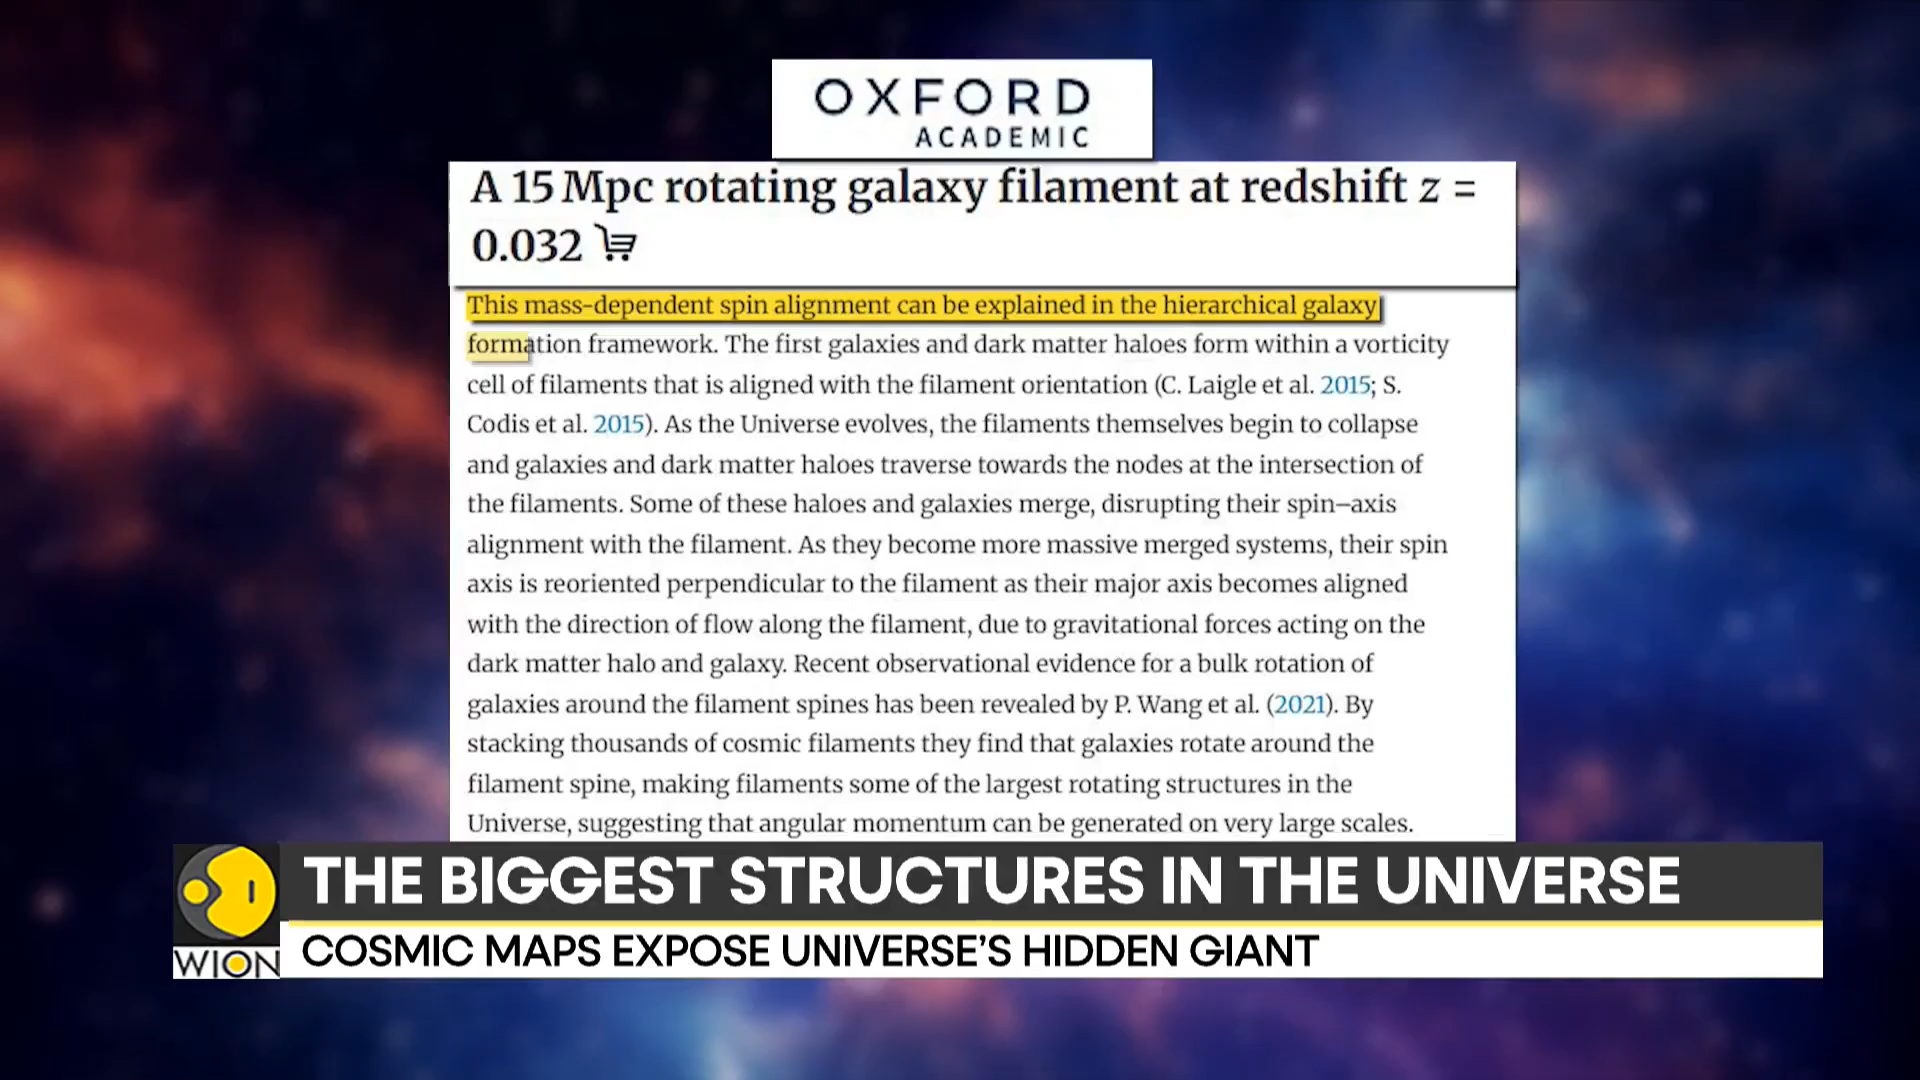 OXFORD
ACADEMIC
A 15 Mpc rotating galaxy filament at redshift z =
0.032
This mass-dependent spin alignment can be explained in the hierarchical galaxy
formation framework. The first galaxies and dark matter haloes form within a vorticity
cell of filaments that is aligned with the filament orientation (C. Laigle et al. 2015; S.
Codis et al. 2015). As the Universe evolves, the filaments themselves begin to collapse
and galaxies and dark matter haloes traverse towards the nodes at the intersection of
the filaments. Some of these haloes and galaxies merge, disrupting their spin–axis
alignment with the filament. As they become more massive merged systems, their spin
axis is reoriented perpendicular to the filament as their major axis becomes aligned
with the direction of flow along the filament, due to gravitational forces acting on the
dark matter halo and galaxy. Recent observational evidence for a bulk rotation of
galaxies around the filament spines has been revealed by P. Wang et al. (2021). By
stacking thousands of cosmic filaments they find that galaxies rotate around the
filament spine, making filaments some of the largest rotating structures in the
Universe, suggesting that angular momentum can be generated on very large scales.
THE BIGGEST STRUCTURES IN THE UNIVERSE
WION
COSMIC MAPS EXPOSE UNIVERSE'S HIDDEN GIANT